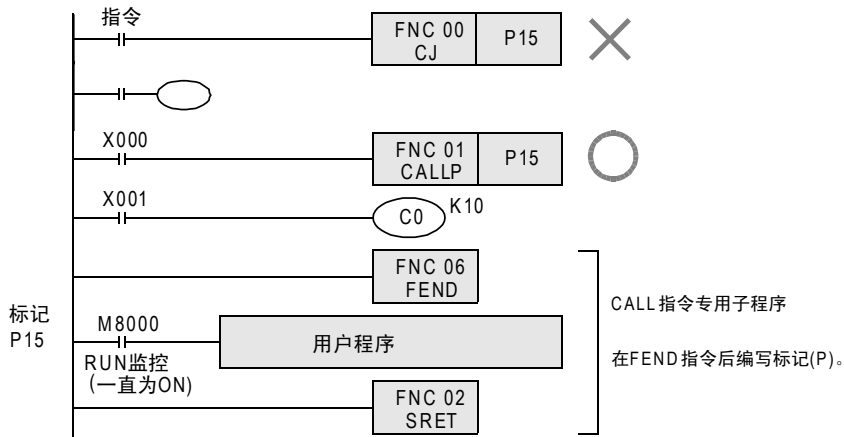 指令
FNC 00 P15
CJ
X000
FNC 01 P15
CALLP
X001
C0 K10
FNC 06
FEND
CALL指令专用子程序
标记
P15
M8000
用户程序
在FEND指令后编写标记(P)。
RUN监控
(一直为ON)
FNC 02
SRET